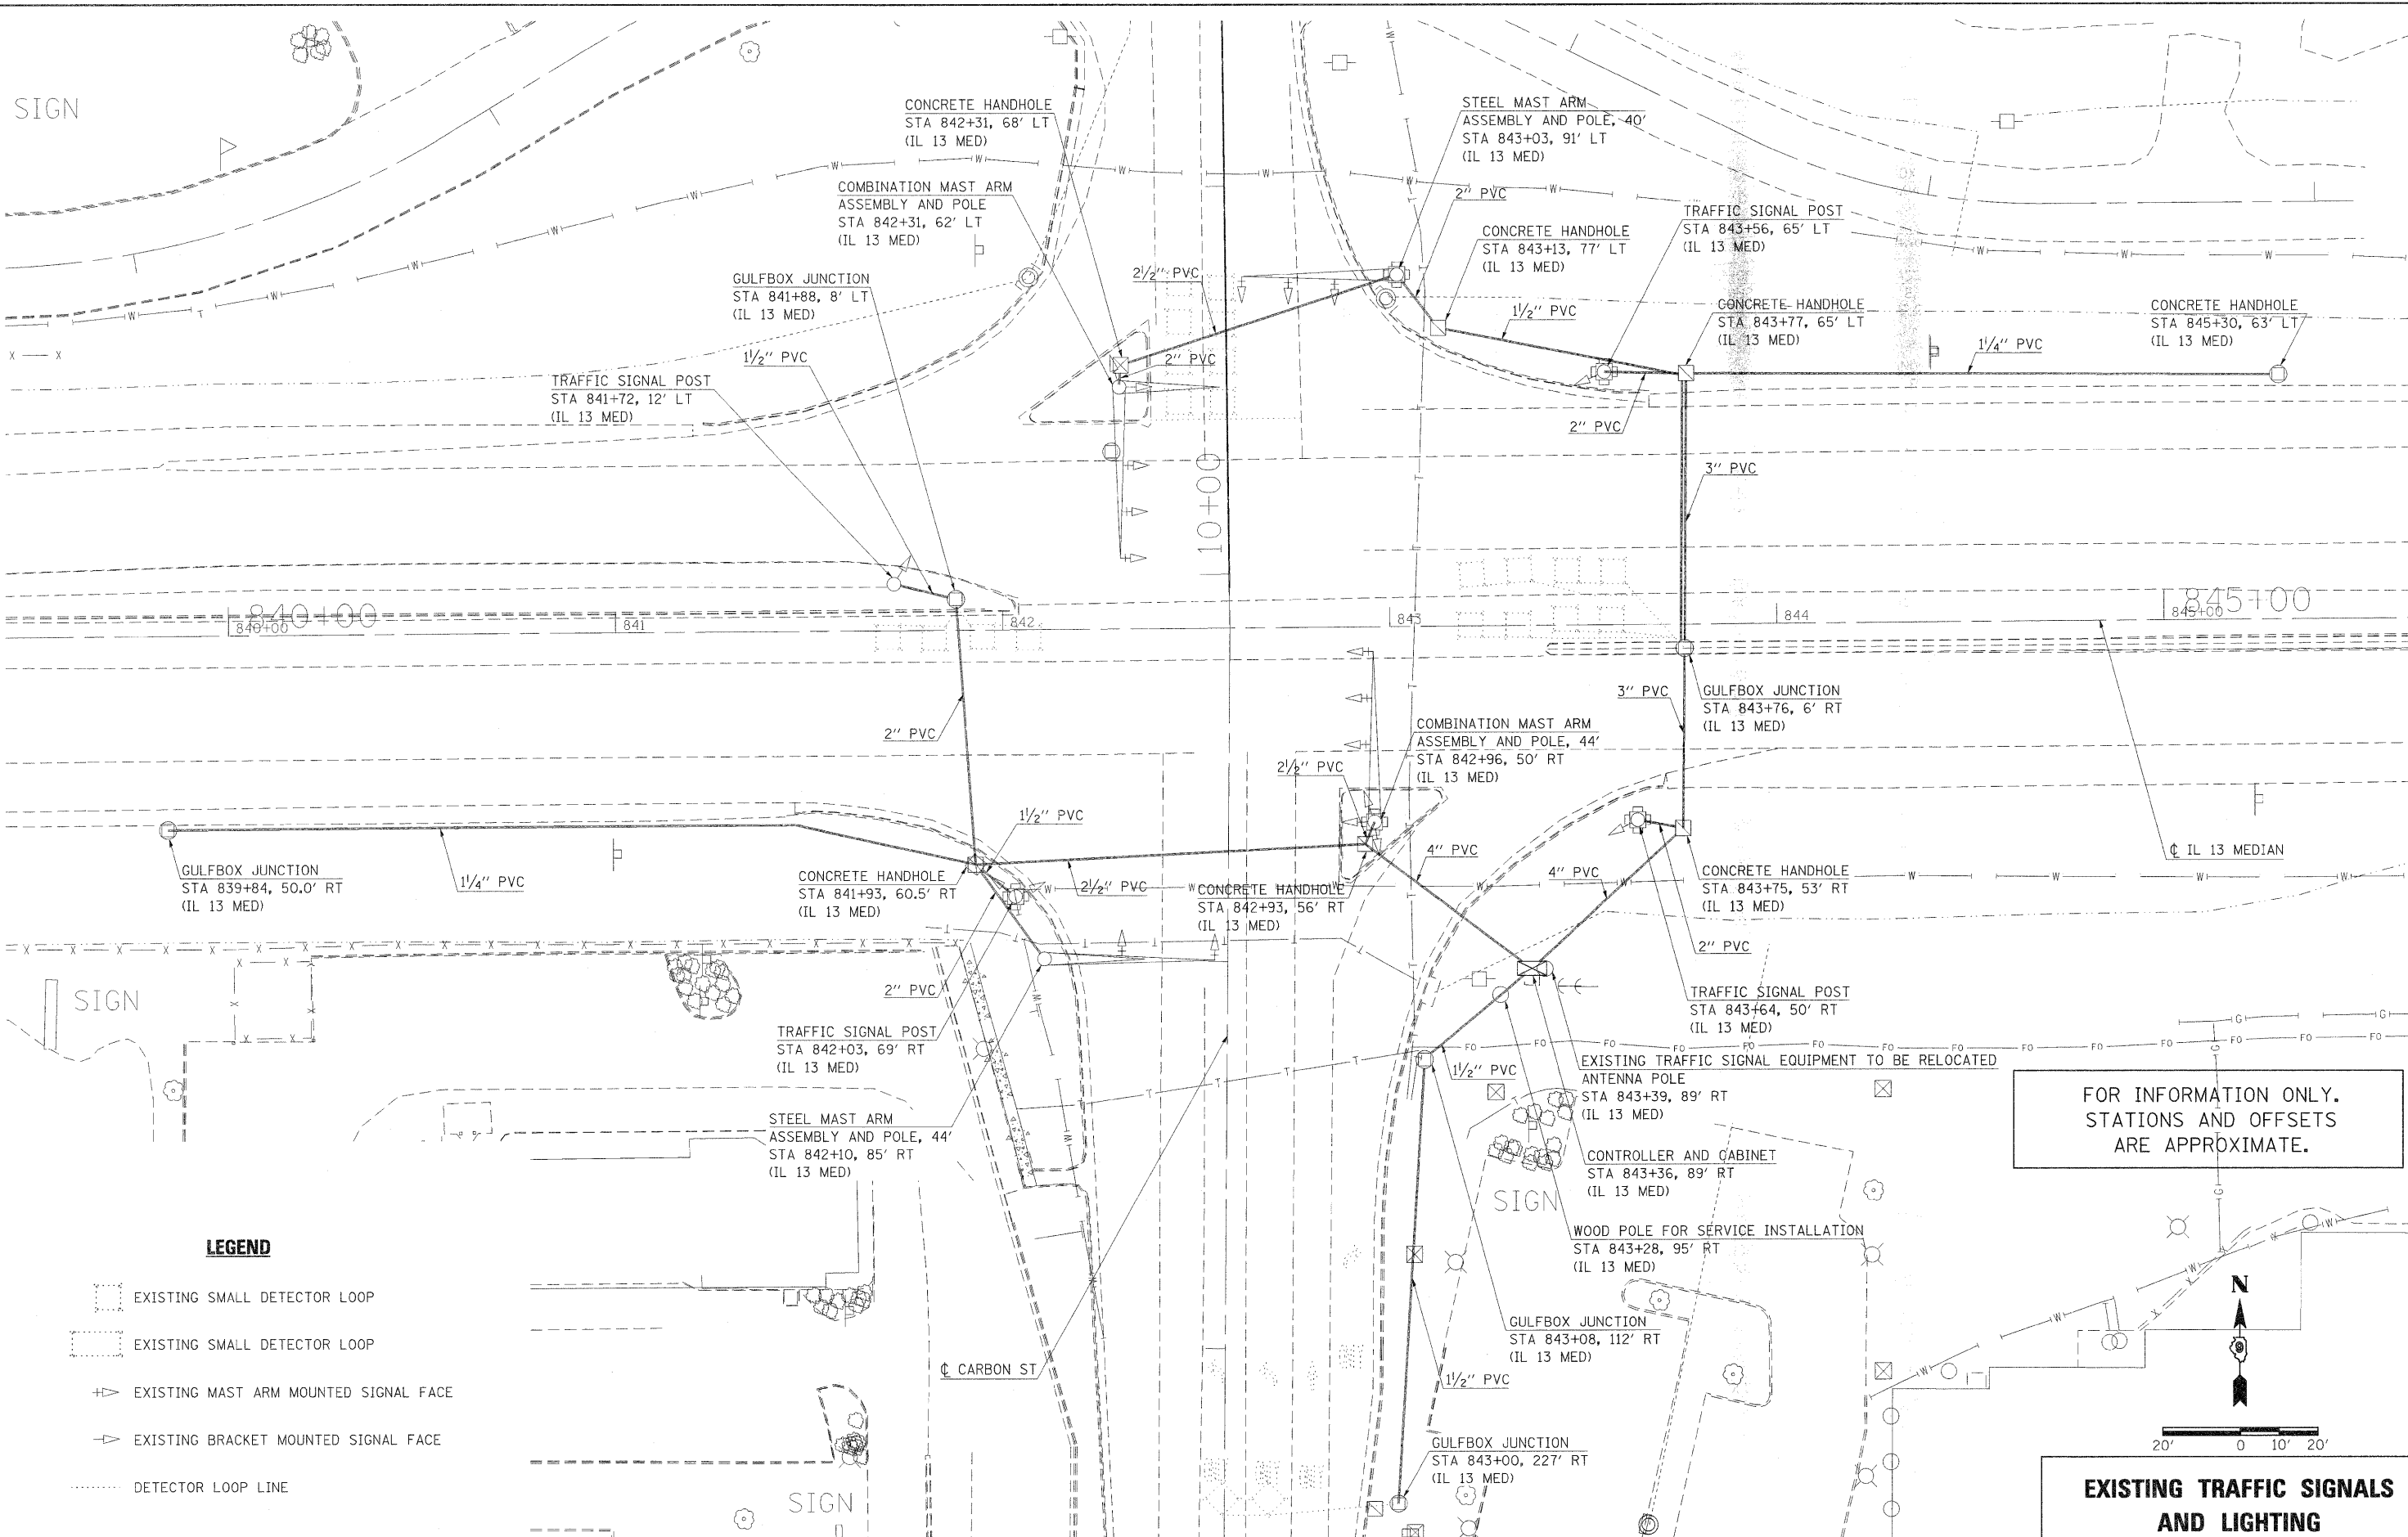 SIGN
CONCRETE HANDHOLE
STA 842+31, 68' LT
(IL 13 MED)
STEEL MAST ARM
ASSEMBLY AND POLE, 40'
STA 843+03, 91' LT
(IL 13 MED)
COMBINATION MAST ARM
ASSEMBLY AND POLE
STA 842+31, 62' LT
(IL 13 MED)
2" PVC
TRAFFIC SIGNAL POST
STA 843+56, 65' LT
(IL 13 MED)
CONCRETE HANDHOLE
STA 843+13, 77' LT
(IL 13 MED)
GULFBOX JUNCTION
STA 841+88, 8' LT
(IL 13 MED)
2 1/2" PVC
1 1/2" PVC
CONCRETE HANDHOLE
STA 843+77, 65' LT
(IL 13 MED)
CONCRETE HANDHOLE
STA 845+30, 63' LT
(IL 13 MED)
1 1/2" PVC
2" PVC
1 1/4" PVC
TRAFFIC SIGNAL POST
STA 841+72, 12' LT
(IL 13 MED)
2" PVC
3" PVC
110+00
840+00
840+00
841
842
843
844
845+00
845+00
2" PVC
3" PVC
GULFBOX JUNCTION
STA 843+76, 6' RT
(IL 13 MED)
COMBINATION MAST ARM
ASSEMBLY AND POLE, 44'
STA 842+96, 50' RT
(IL 13 MED)
2 1/2" PVC
1 1/2" PVC
GULFBOX JUNCTION
STA 839+84, 50.0' RT
(IL 13 MED)
1 1/4" PVC
CONCRETE HANDHOLE
STA 841+93, 60.5' RT
(IL 13 MED)
2 1/2" PVC
CONCRETE HANDHOLE
STA 842+93, 56' RT
(IL 13 MED)
4" PVC
4" PVC
CONCRETE HANDHOLE
STA 843+75, 53' RT
(IL 13 MED)
℄ IL 13 MEDIAN
2" PVC
SIGN
2" PVC
TRAFFIC SIGNAL POST
STA 843+64, 50' RT
(IL 13 MED)
TRAFFIC SIGNAL POST
STA 842+03, 69' RT
(IL 13 MED)
1 1/2" PVC
EXISTING TRAFFIC SIGNAL EQUIPMENT TO BE RELOCATED
ANTENNA POLE
STA 843+39, 89' RT
(IL 13 MED)
FOR INFORMATION ONLY.
STATIONS AND OFFSETS
ARE APPROXIMATE.
STEEL MAST ARM
ASSEMBLY AND POLE, 44'
STA 842+10, 85' RT
(IL 13 MED)
CONTROLLER AND CABINET
STA 843+36, 89' RT
(IL 13 MED)
SIGN
WOOD POLE FOR SERVICE INSTALLATION
STA 843+28, 95' RT
(IL 13 MED)
LEGEND
EXISTING SMALL DETECTOR LOOP
EXISTING SMALL DETECTOR LOOP
EXISTING MAST ARM MOUNTED SIGNAL FACE
EXISTING BRACKET MOUNTED SIGNAL FACE
DETECTOR LOOP LINE
N
GULFBOX JUNCTION
STA 843+08, 112' RT
(IL 13 MED)
℄ CARBON ST
1 1/2" PVC
GULFBOX JUNCTION
STA 843+00, 227' RT
(IL 13 MED)
20' 0 10' 20'
SIGN
EXISTING TRAFFIC SIGNALS
AND LIGHTING